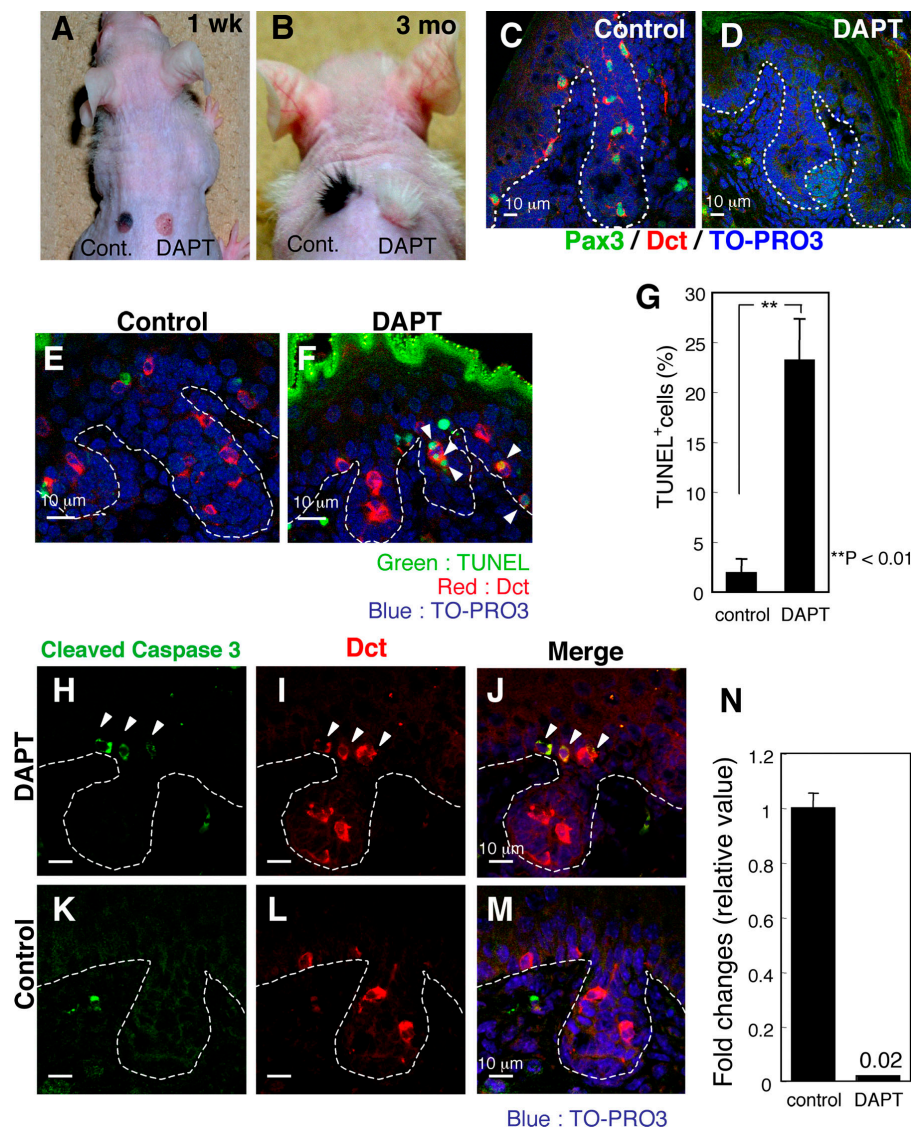 A 1 wk
Cont. DAPT
B 3 mo
Cont. DAPT
C Control
10 μm
D DAPT
10 μm
Pax3 / Dct / TO-PRO3
Control
E
10 μm
DAPT
F
10 μm
Green : TUNEL
Red : Dct
Blue : TO-PRO3
G
TUNEL+cells (%)
30
25
20
15
10
5
0
**
**P < 0.01
control DAPT
Cleaved Caspase 3
Dct
Merge
DAPT
H
I
J
10 μm
Control
K
L
M
10 μm
Blue : TO-PRO3
N
Fold changes (relative value)
1.2
1
0.8
0.6
0.4
0.2
0
0.02
control DAPT